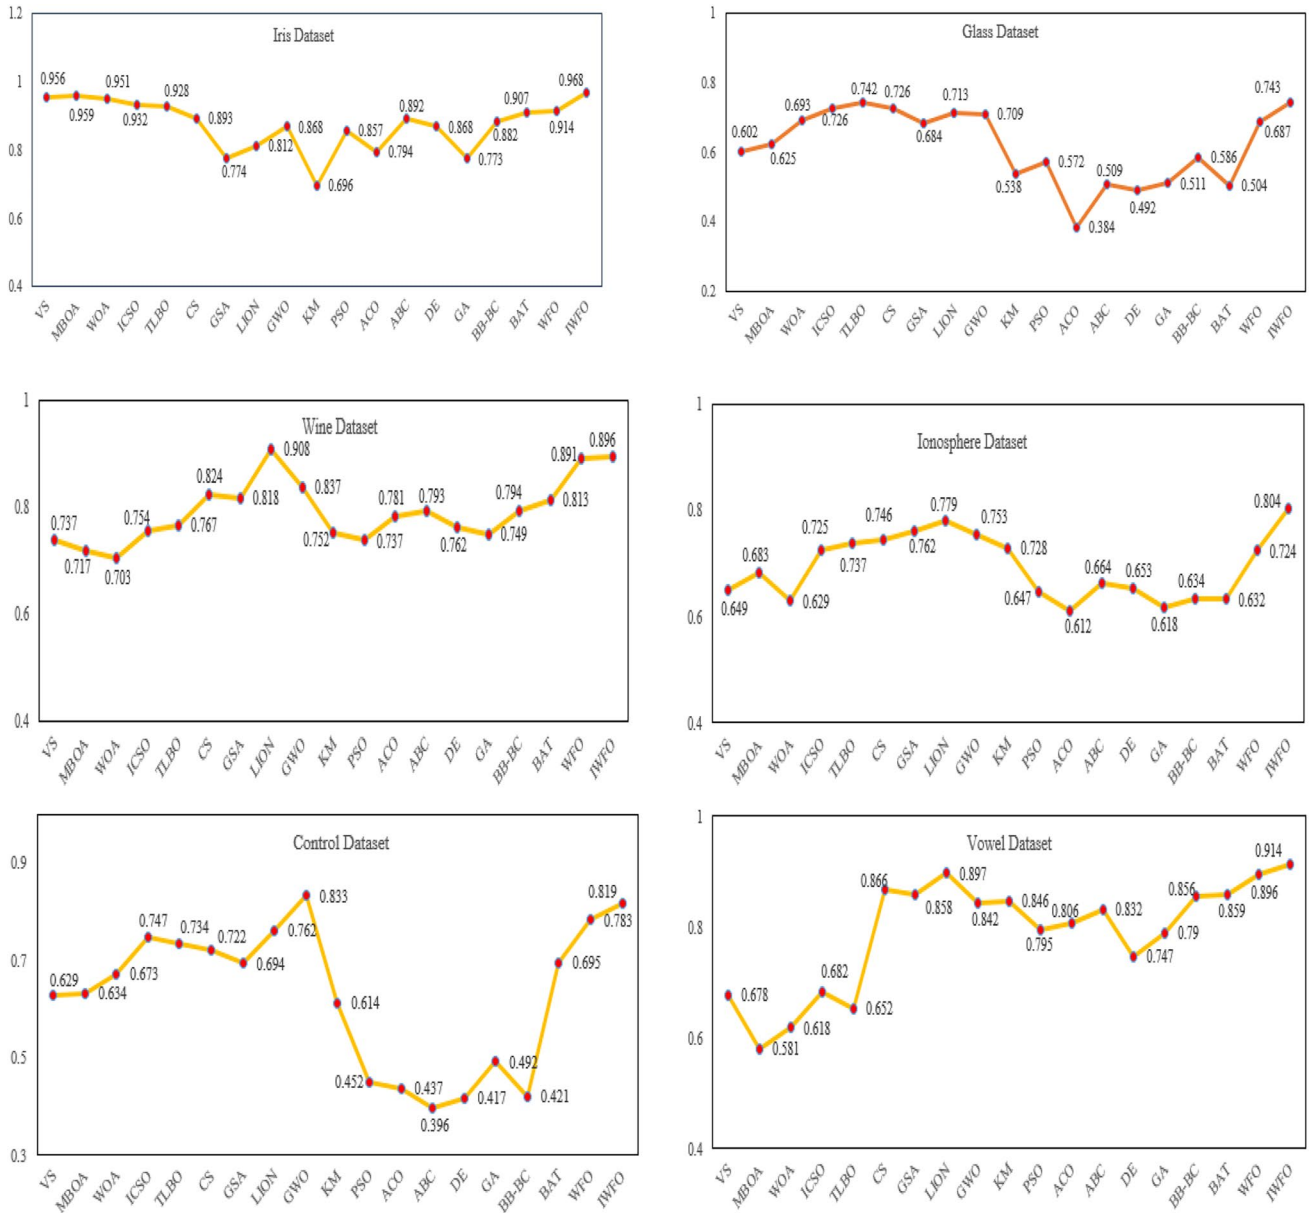 Iris Dataset
1.2
1
0.8
0.6
0.4
0.956
0.959
0.951
0.932
0.928
0.893
0.774
0.812
0.868
0.696
0.857
0.794
0.892
0.868
0.773
0.882
0.907
0.914
0.968
VS
MBOA
WOA
ICSO
TLBO
CS
GSA
LION
GWO
KM
PSO
ACO
ABC
DE
GA
BB-BC
BAT
WFO
IWFO
Glass Dataset
1
0.8
0.6
0.4
0.2
0.602
0.625
0.693
0.726
0.742
0.726
0.684
0.713
0.709
0.538
0.572
0.384
0.509
0.492
0.511
0.586
0.504
0.687
0.743
VS
MBOA
WOA
ICSO
TLBO
CS
GSA
LION
GWO
KM
PSO
ACO
ABC
DE
GA
BB-BC
BAT
WFO
IWFO
Wine Dataset
1
0.8
0.6
0.4
0.737
0.717
0.703
0.754
0.767
0.824
0.818
0.908
0.837
0.752
0.737
0.781
0.793
0.762
0.749
0.794
0.813
0.891
0.896
VS
MBOA
WOA
ICSO
TLBO
CS
GSA
LION
GWO
KM
PSO
ACO
ABC
DE
GA
BB-BC
BAT
WFO
IWFO
Ionosphere Dataset
1
0.8
0.6
0.4
0.649
0.683
0.629
0.725
0.737
0.746
0.762
0.779
0.753
0.728
0.647
0.612
0.664
0.653
0.618
0.634
0.632
0.724
0.804
VS
MBOA
WOA
ICSO
TLBO
CS
GSA
LION
GWO
KM
PSO
ACO
ABC
DE
GA
BB-BC
BAT
WFO
IWFO
Control Dataset
0.9
0.7
0.5
0.3
0.629
0.634
0.673
0.747
0.734
0.722
0.694
0.762
0.833
0.614
0.452
0.437
0.396
0.417
0.492
0.421
0.695
0.783
0.819
VS
MBOA
WOA
ICSO
TLBO
CS
GSA
LION
GWO
KM
PSO
ACO
ABC
DE
GA
BB-BC
BAT
WFO
IWFO
Vowel Dataset
1
0.8
0.8
0.6
0.4
0.678
0.581
0.618
0.682
0.652
0.866
0.858
0.897
0.842
0.846
0.795
0.806
0.832
0.747
0.79
0.856
0.859
0.896
0.914
VS
MBOA
WOA
ICSO
TLBO
CS
GSA
LION
GWO
KM
PSO
ACO
ABC
DE
GA
BB-BC
BAT
WFO
IWFO